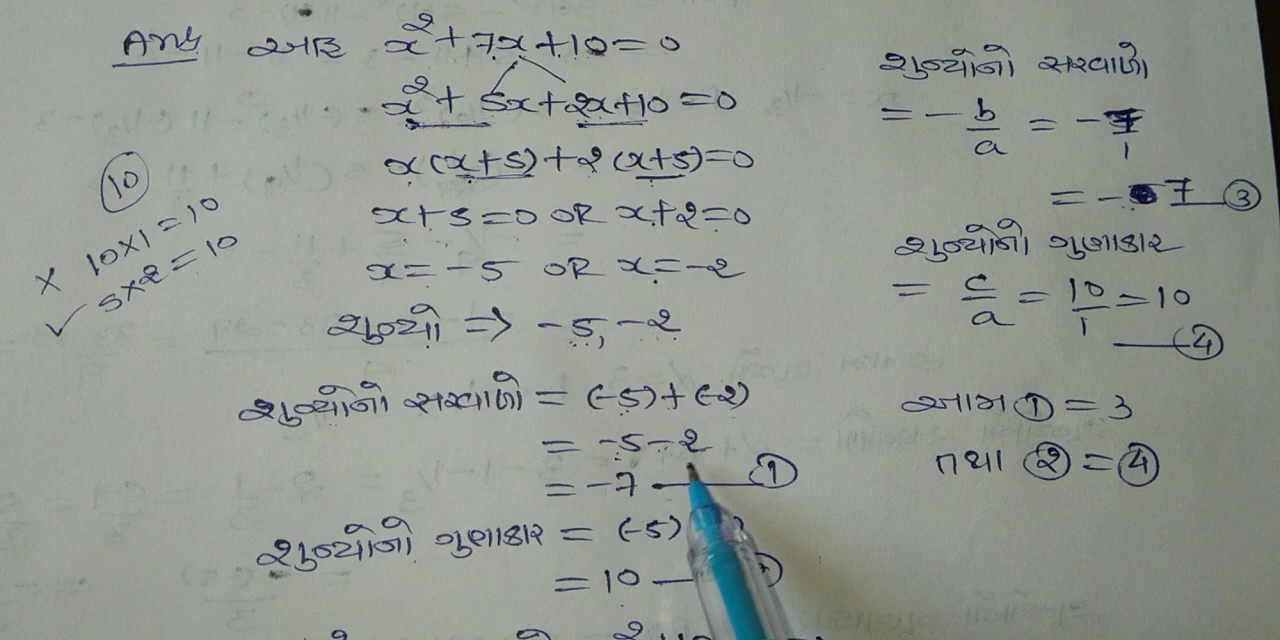 Ans અહિ x² + 7x + 10 = 0
x² + 5x + 2x + 10 = 0
x(x+5) + 2(x+5) = 0
x+5 = 0 OR x+2 = 0
x = -5 OR x = -2
શૂન્યો ⇒ -5, -2
શૂન્યોનો સરવાળો = (-5) + (-2)
= -5 - 2
= -7 — ①
શૂન્યોનો ગુણાકાર = (-5)
= 10 —
⑩
× 10×1 = 10
✓ 5×2 = 10
શૂન્યોનો સરવાળો
= - b/a = - 7/1
= - 7 — ③
શૂન્યોનો ગુણાકાર
= c/a = 10/1 = 10
— ④
આમ ① = 3
તથા ② = ④